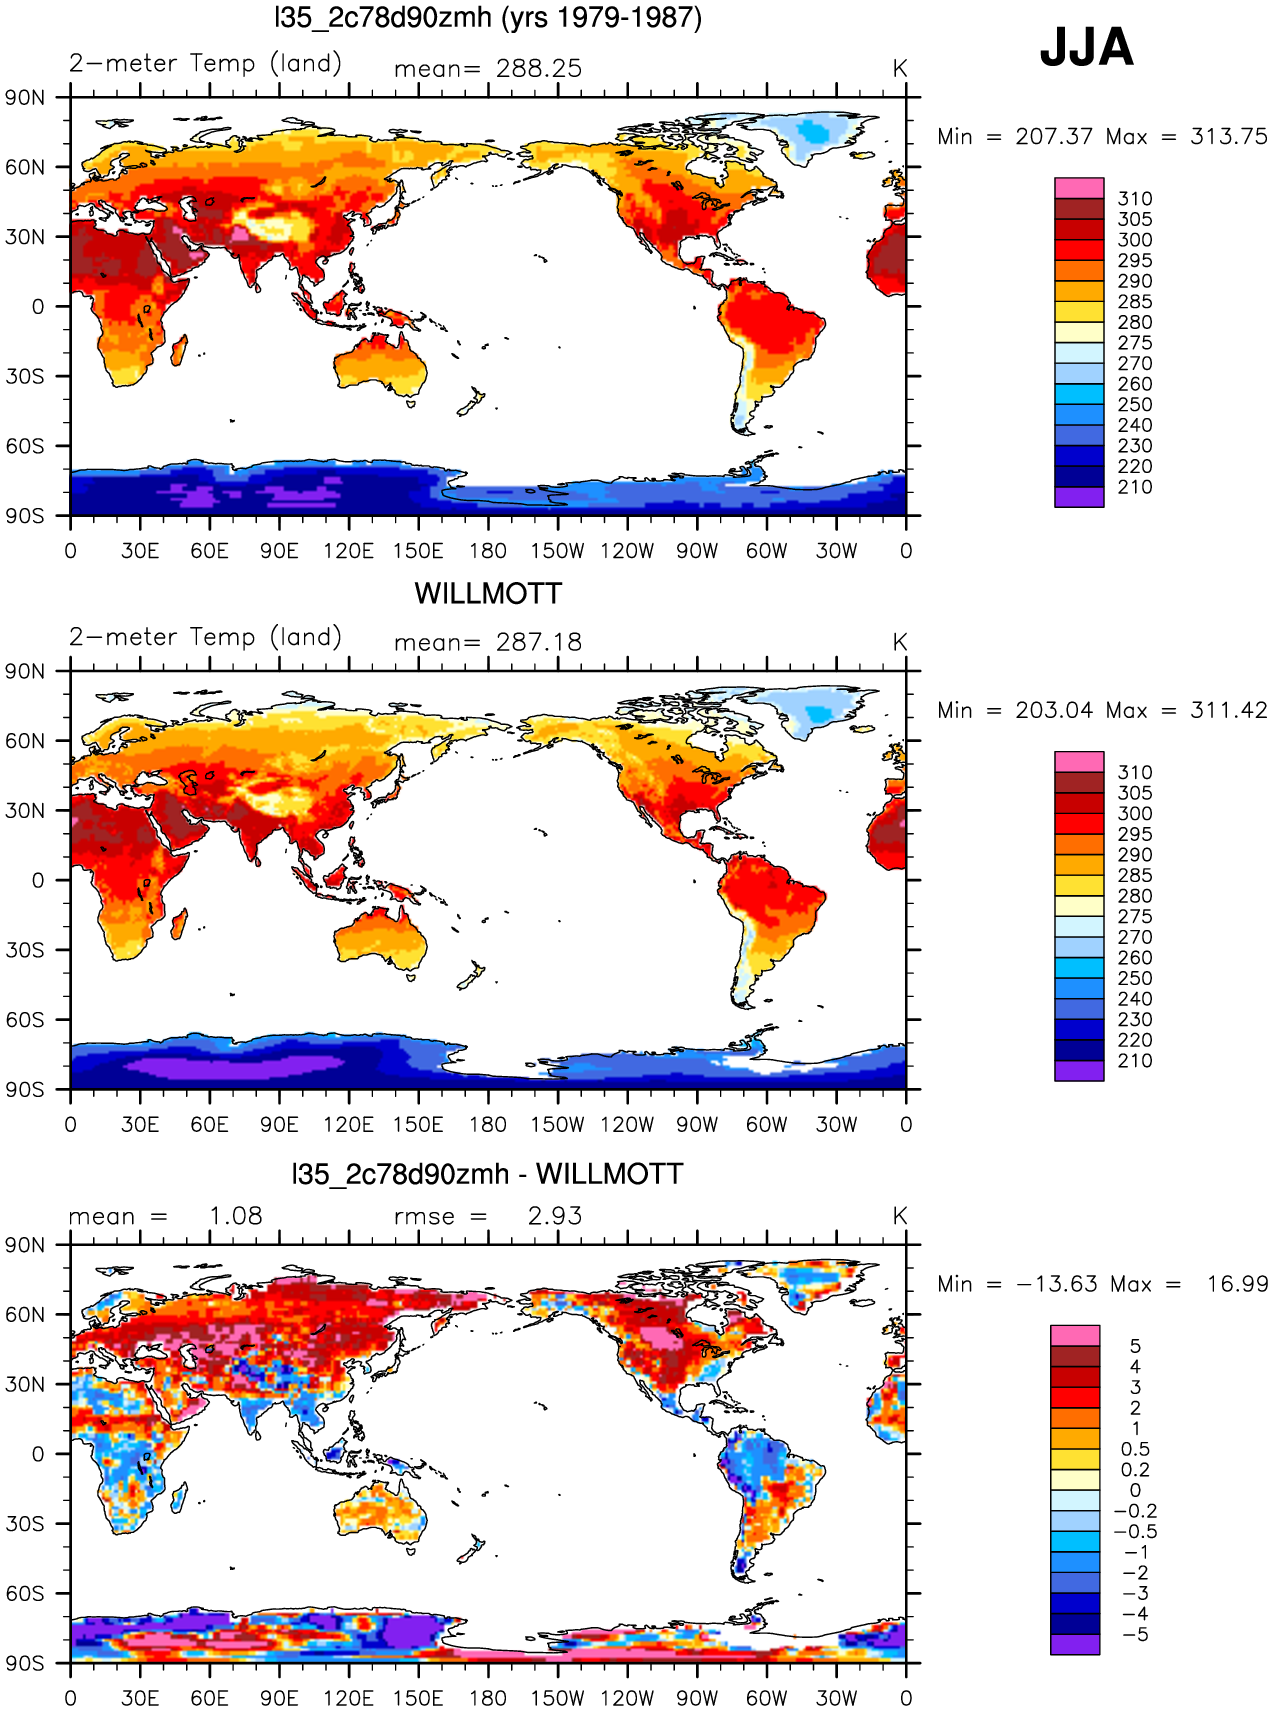 l35_2c78d90zmh (yrs 1979-1987)
JJA
2-meter Temp (land) mean= 288.25 K
Min = 207.37 Max = 313.75
90N
60N
30N
0
30S
60S
90S
0 30E 60E 90E 120E 150E 180 150W 120W 90W 60W 30W 0
310
305
300
295
290
285
280
275
270
260
250
240
230
220
210
WILLMOTT
2-meter Temp (land) mean= 287.18 K
Min = 203.04 Max = 311.42
90N
60N
30N
0
30S
60S
90S
0 30E 60E 90E 120E 150E 180 150W 120W 90W 60W 30W 0
310
305
300
295
290
285
280
275
270
260
250
240
230
220
210
l35_2c78d90zmh - WILLMOTT
mean = 1.08 rmse = 2.93 K
Min = -13.63 Max = 16.99
90N
60N
30N
0
30S
60S
90S
0 30E 60E 90E 120E 150E 180 150W 120W 90W 60W 30W 0
5
4
3
2
1
0.5
0.2
0
-0.2
-0.5
-1
-2
-3
-4
-5